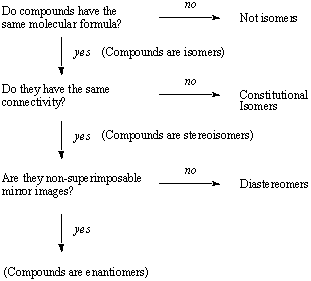 Do compounds have the
same molecular formula?
no
Not isomers
yes (Compounds are isomers)
Do they have the same
connectivity?
no
Constitutional
Isomers
yes (Compounds are stereoisomers)
Are they non-superimposable
mirror images?
no
Diastereomers
yes
(Compounds are enantiomers)